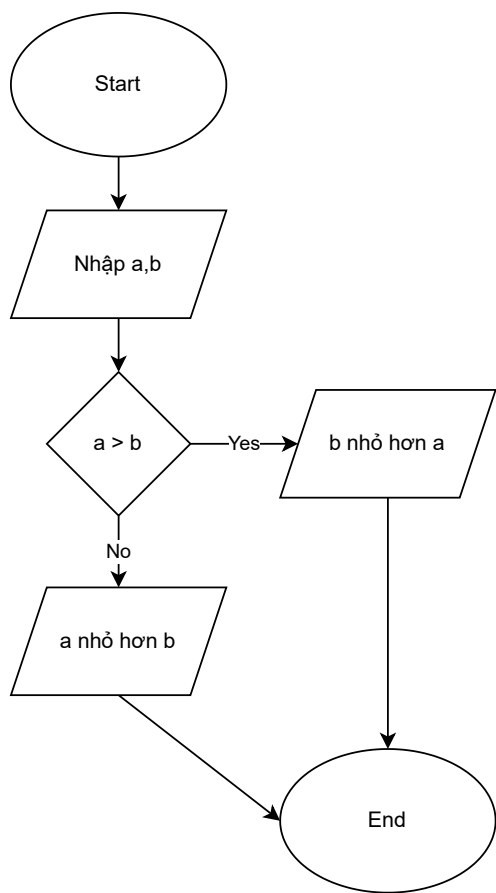 Start
Nhập a,b
a > b
Yes
b nhỏ hơn a
No
a nhỏ hơn b
End